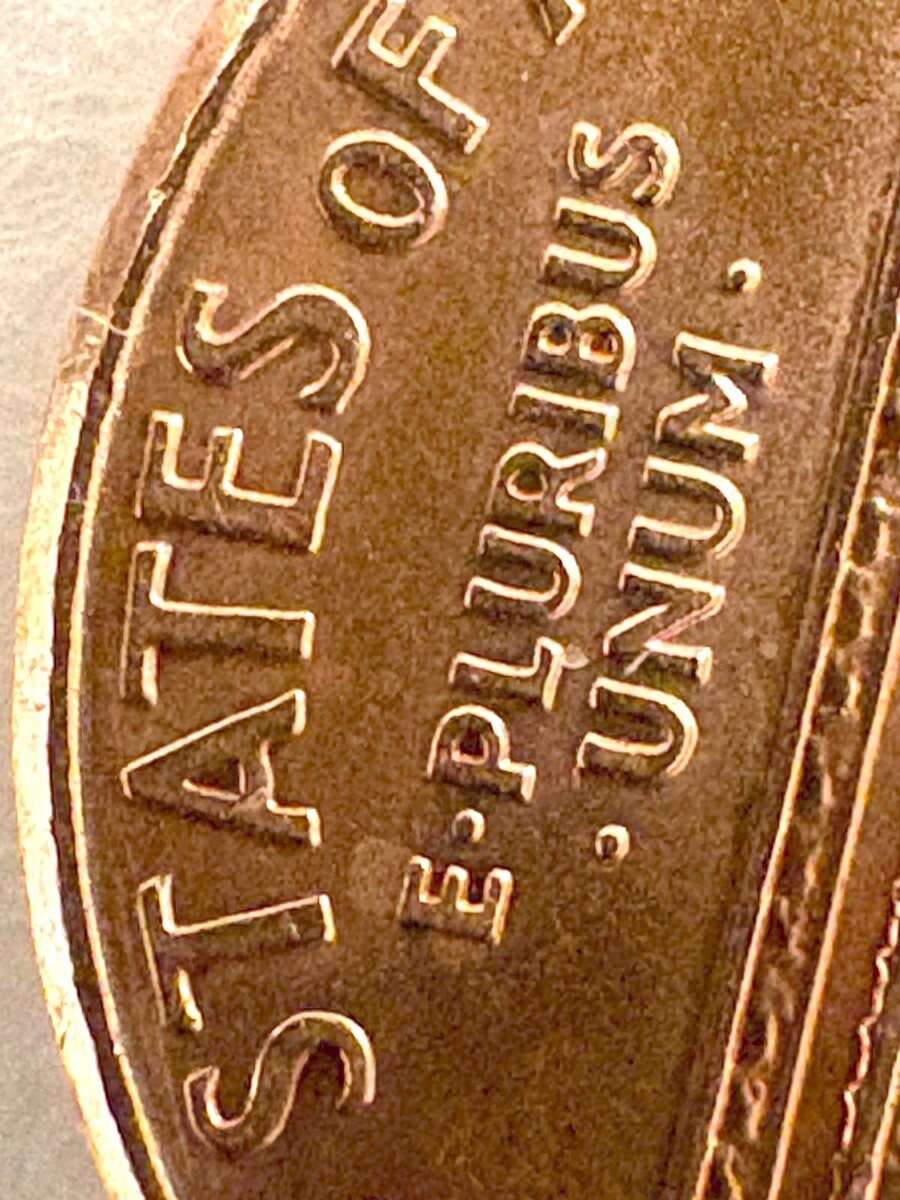 STATES OF
E·PLURIBUS
·UNUM·